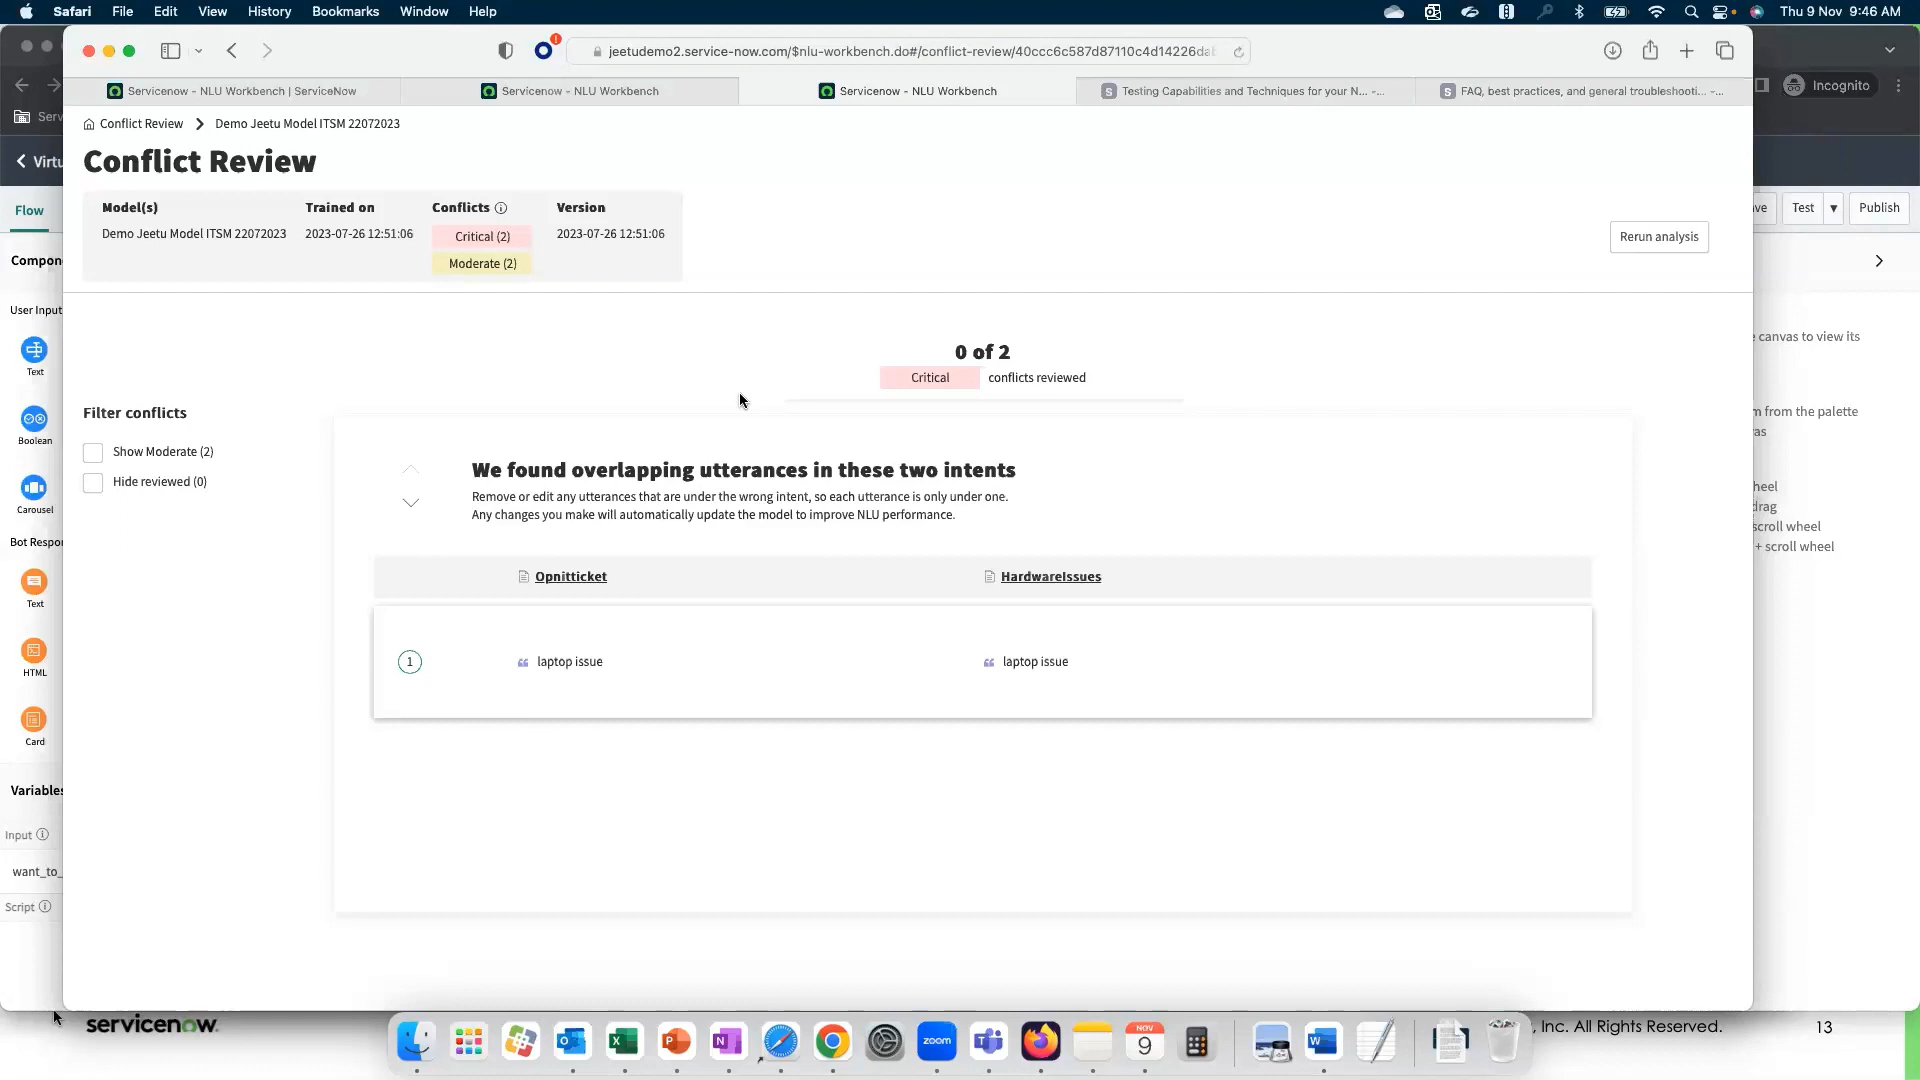 Safari File Edit View History Bookmarks Window Help Thu 9 Nov 9:46 AM
jeetudemo2.service-now.com/$nlu-workbench.do#/conflict-review/40ccc6c587d87110c4d14226da
Servicenow - NLU Workbench | ServiceNow
Servicenow - NLU Workbench
Servicenow - NLU Workbench
Testing Capabilities and Techniques for your N... -...
FAQ, best practices, and general troubleshooti... -...
Incognito
Serv
Conflict Review Demo Jeetu Model ITSM 22072023
Conflict Review
Virtu
Model(s) Trained on Conflicts Version
Demo Jeetu Model ITSM 22072023 2023-07-26 12:51:06 Critical (2) 2023-07-26 12:51:06
Moderate (2)
Rerun analysis
Flow
ve Test Publish
Compon
User Input
Text
Boolean
Carousel
Bot Respo
Text
HTML
Card
Variables
Input
want_to_
Script
0 of 2
Critical conflicts reviewed
Filter conflicts
Show Moderate (2)
Hide reviewed (0)
We found overlapping utterances in these two intents
Remove or edit any utterances that are under the wrong intent, so each utterance is only under one.
Any changes you make will automatically update the model to improve NLU performance.
Opnitticket HardwareIssues
1 laptop issue laptop issue
canvas to view its
m from the palette
as
heel
drag
scroll wheel
+ scroll wheel
servicenow.
zoom
NOV
9
, Inc. All Rights Reserved. 13